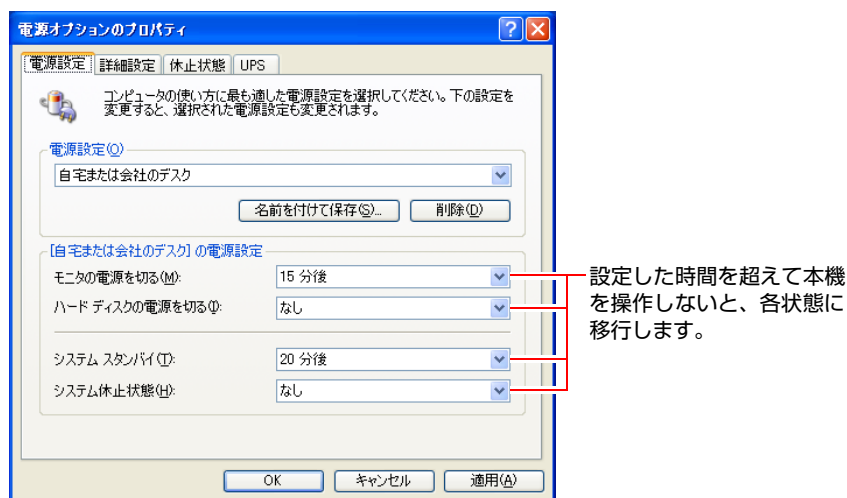 電源オプションのプロパティ
電源設定 詳細設定 休止状態 UPS
コンピュータの使い方に最も適した電源設定を選択してください。下の設定を
変更すると、選択された電源設定も変更されます。
電源設定(O)
自宅または会社のデスク
名前を付けて保存(S)... 削除(D)
[自宅または会社のデスク] の電源設定
モニタの電源を切る(M): 15 分後
ハード ディスクの電源を切る(I): なし
システム スタンバイ(T): 20 分後
システム休止状態(H): なし
設定した時間を超えて本機
を操作しないと、各状態に
移行します。
OK キャンセル 適用(A)